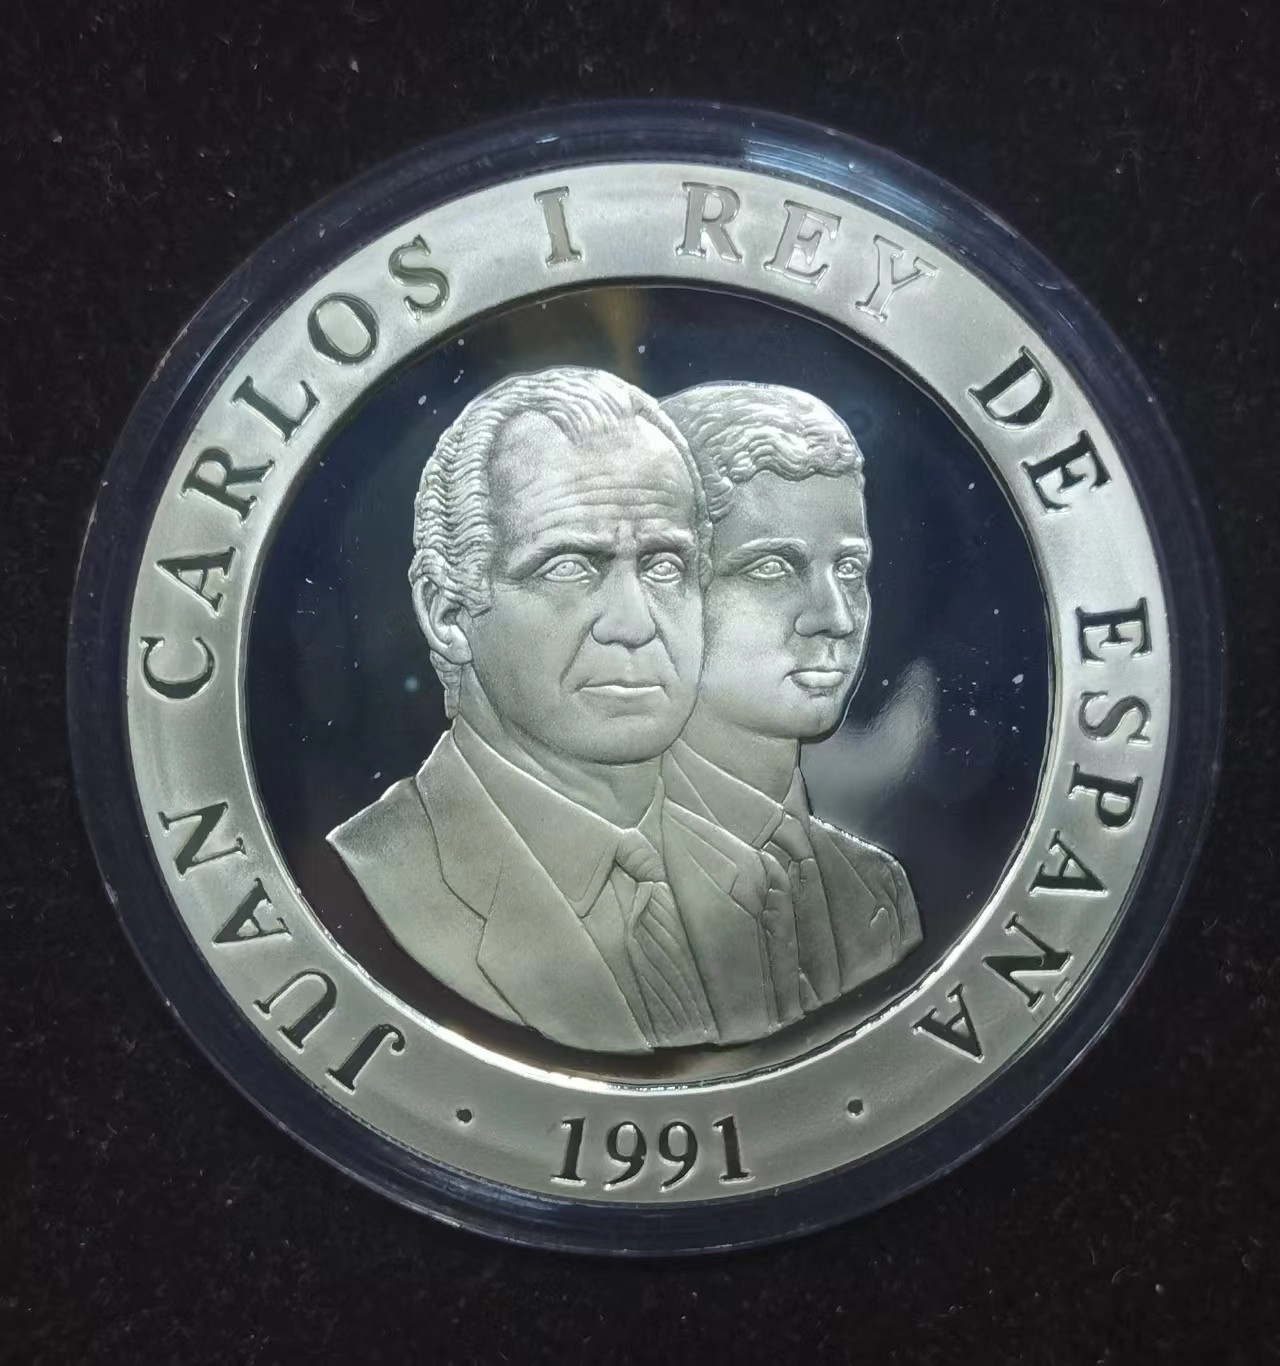 JUAN CARLOS I REY DE ESPAÑA
· 1991 ·